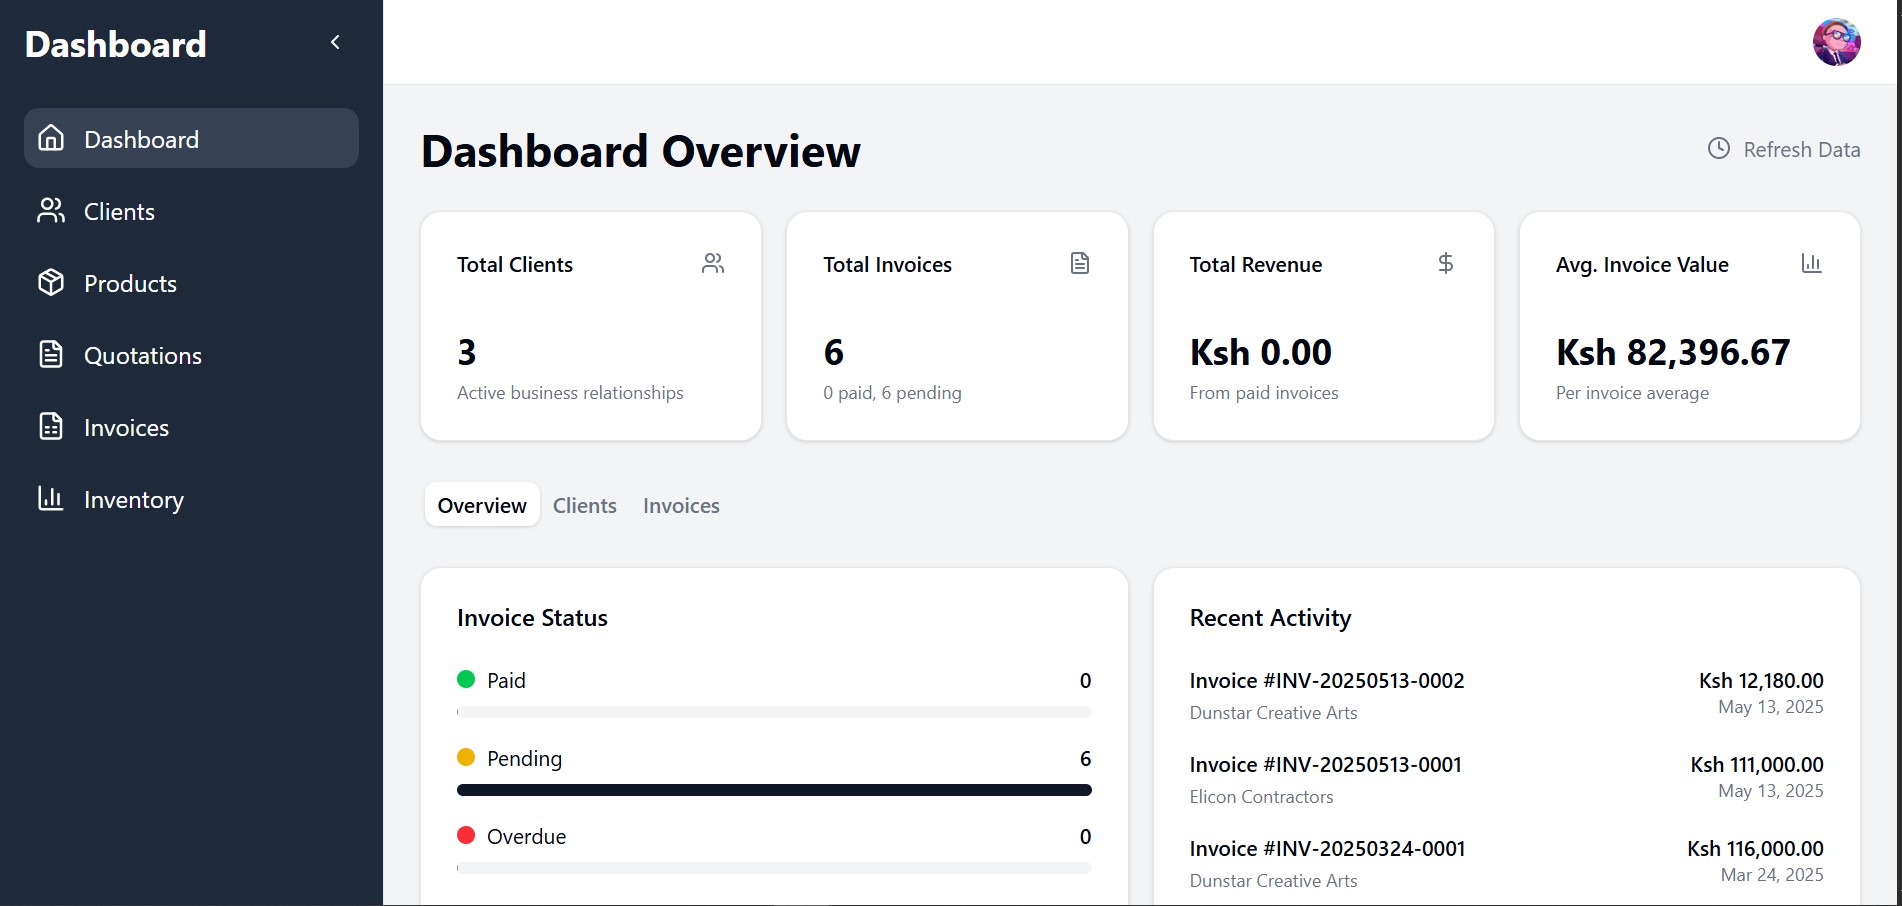 Dashboard
Dashboard
Clients
Products
Quotations
Invoices
Inventory
Dashboard Overview
Refresh Data
Total Clients
3
Active business relationships
Total Invoices
6
0 paid, 6 pending
Total Revenue
Ksh 0.00
From paid invoices
Avg. Invoice Value
Ksh 82,396.67
Per invoice average
Overview Clients Invoices
Invoice Status
Paid 0
Pending 6
Overdue 0
Recent Activity
Invoice #INV-20250513-0002 Ksh 12,180.00
Dunstar Creative Arts May 13, 2025
Invoice #INV-20250513-0001 Ksh 111,000.00
Elicon Contractors May 13, 2025
Invoice #INV-20250324-0001 Ksh 116,000.00
Dunstar Creative Arts Mar 24, 2025